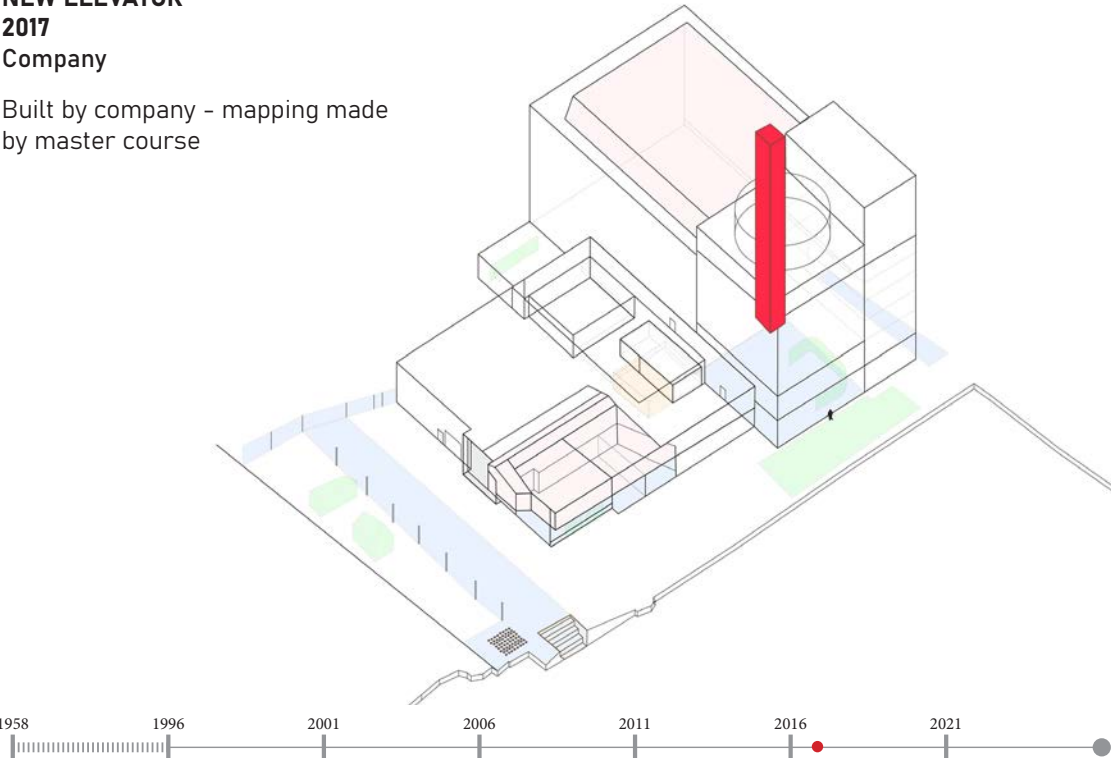 NEW ELEVATOR
2017
Company
Built by company - mapping made
by master course
1958 1996 2001 2006 2011 2016 2021